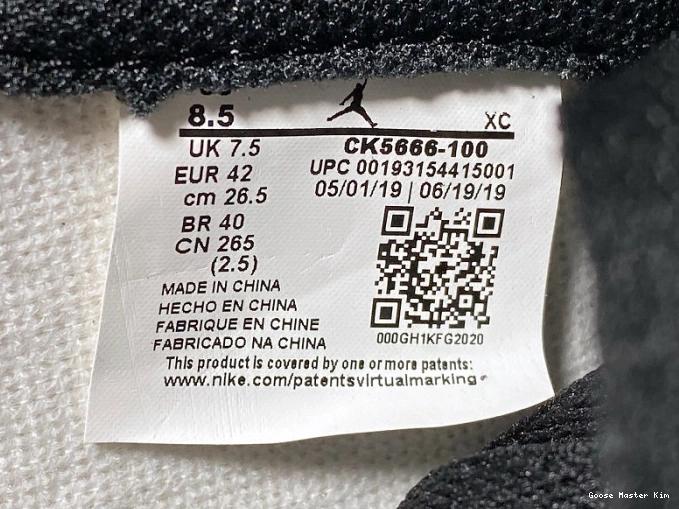 8.5
XC
UK 7.5
EUR 42
cm 26.5
BR 40
CN 265
(2.5)
CK5666-100
UPC 00193154415001
05/01/19 | 06/19/19
000GH1KFG2020
MADE IN CHINA
HECHO EN CHINA
FABRIQUE EN CHINE
FABRICADO NA CHINA
This product is covered by one or more patents:
www.nike.com/patentsvirtualmarking
Goose Master Kim